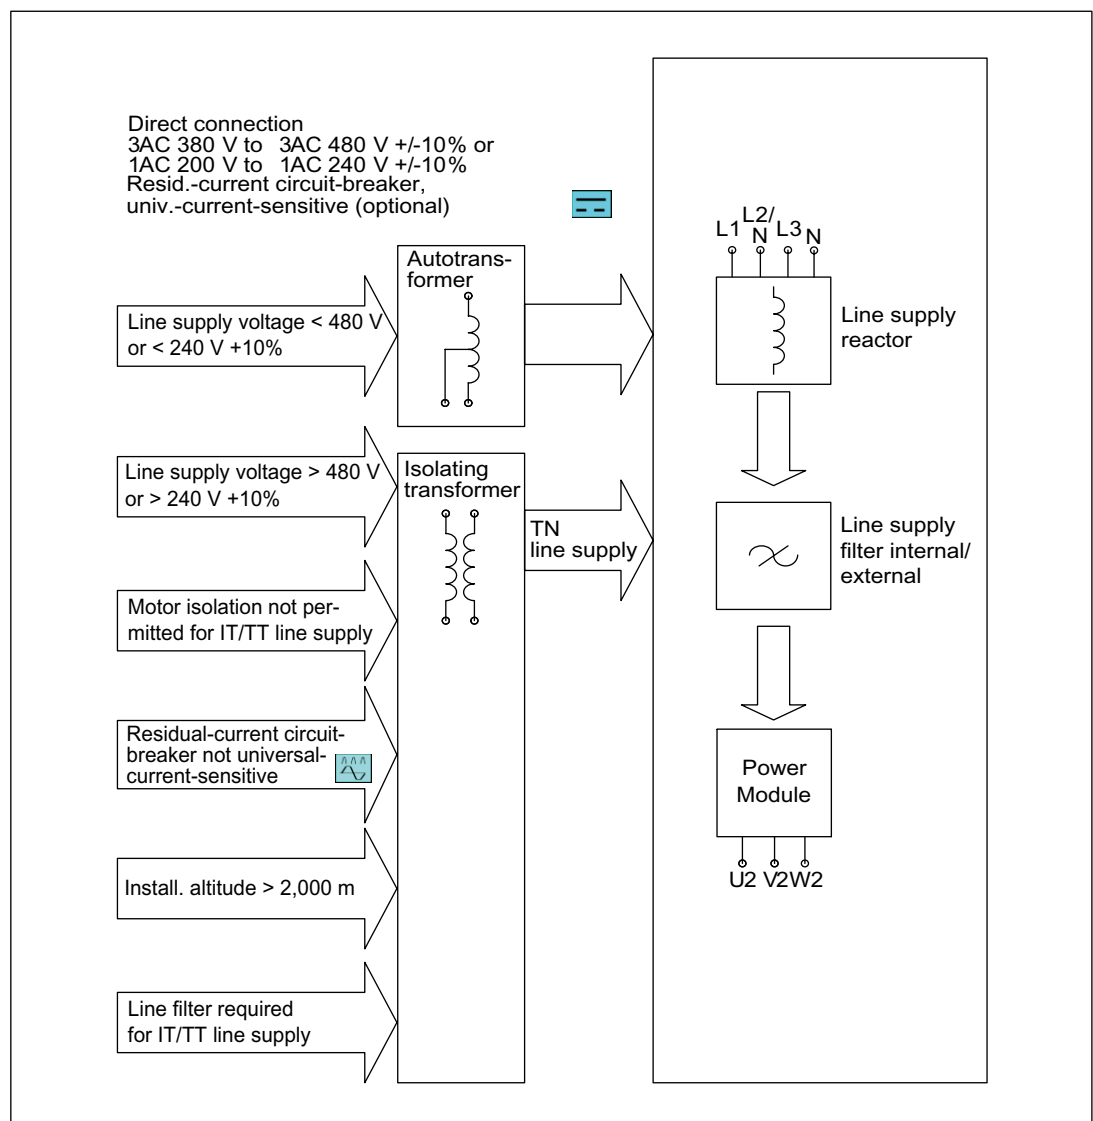 Direct connection
3AC 380 V to 3AC 480 V +/-10% or
1AC 200 V to 1AC 240 V +/-10%
Resid.-current circuit-breaker,
univ.-current-sensitive (optional)
Autotrans-
former
Line supply voltage < 480 V
or < 240 V +10%
Line supply voltage > 480 V
or > 240 V +10%
Isolating
transformer
TN
line supply
Motor isolation not per-
mitted for IT/TT line supply
Residual-current circuit-
breaker not universal-
current-sensitive
Install. altitude > 2,000 m
Line filter required
for IT/TT line supply
L1 L2/ N L3 N
Line supply
reactor
Line supply
filter internal/
external
Power
Module
U2 V2 W2